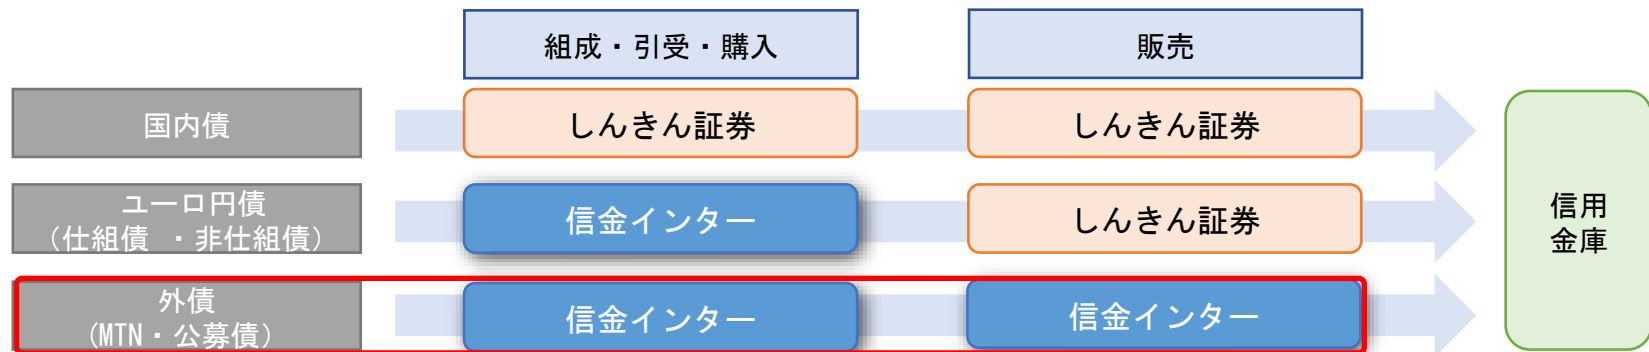 組成・引受・購入
販売
国内債
しんきん証券
しんきん証券
ユーロ円債
(仕組債 ・非仕組債)
信金インター
しんきん証券
外債
(MTN・公募債)
信金インター
信金インター
信用
金庫